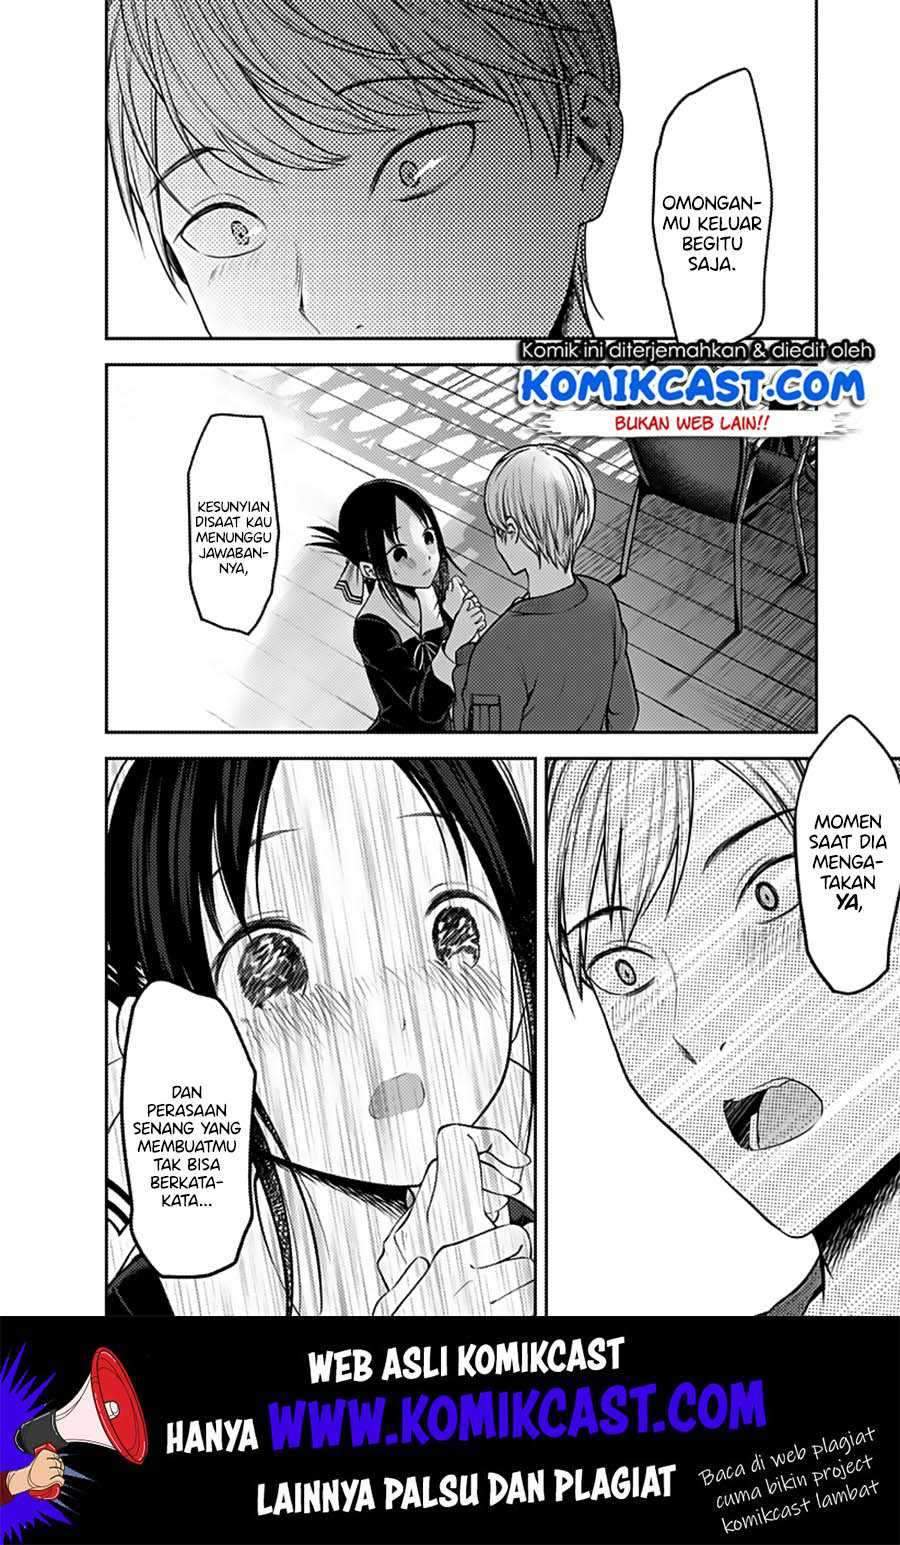 OMONGAN-
MU KELUAR
BEGITU
SAJA.
Komik ini diterjemahkan & diedit oleh
KOMIKCAST.COM
BUKAN WEB LAIN!!
KESUNYIAN
DISAAT KAU
MENUNGGU
JAWABAN-
NYA,
MOMEN
SAAT DIA
MENGA-
TAKAN
YA,
DAN
PERASAAN
SENANG YANG
MEMBUATMU
TAK BISA
BERKATA-
KATA...
WEB ASLI KOMIKCAST
HANYA WWW.KOMIKCAST.COM
LAINNYA PALSU DAN PLAGIAT
Baca di web plagiat
cuma bikin project
komikcast lambat